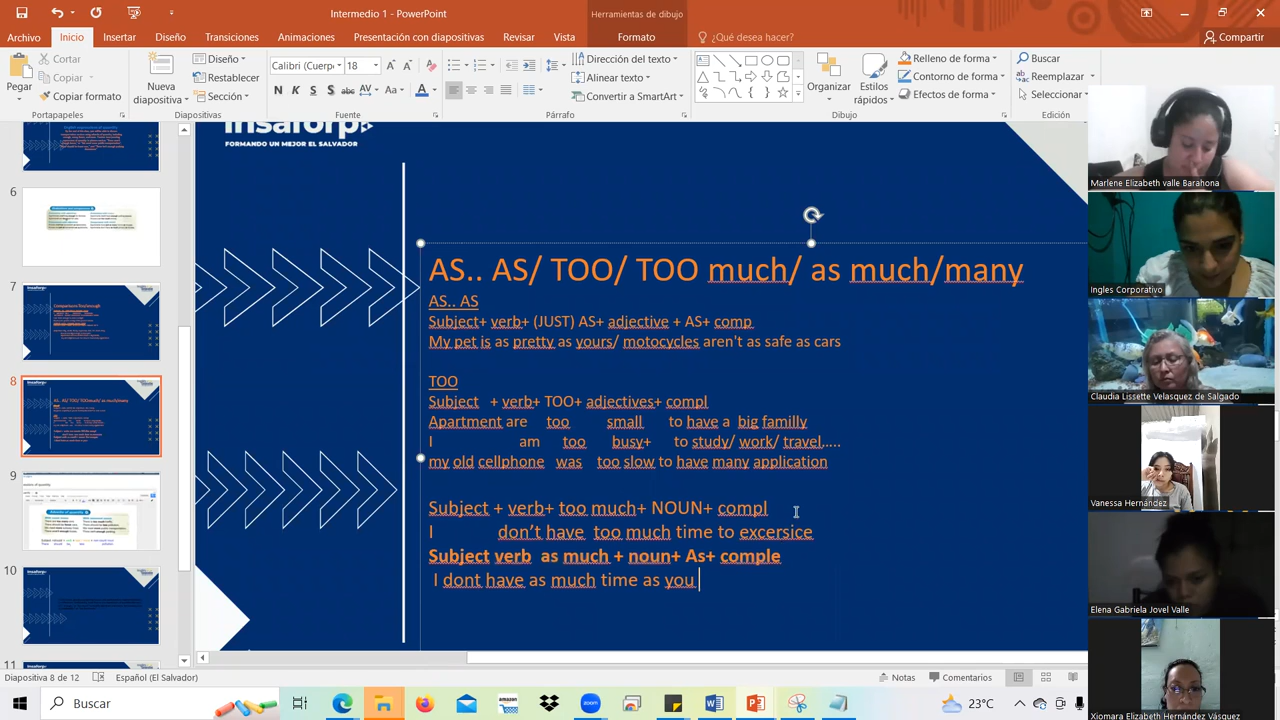 Intermedio 1 - PowerPoint
Herramientas de dibujo
Archivo Inicio Insertar Diseño Transiciones Animaciones Presentación con diapositivas Revisar Vista Formato ¿Qué desea hacer? Compartir
Pegar
Cortar
Copiar
Copiar formato
Portapapeles
Nueva diapositiva
Diseño
Restablecer
Sección
Diapositivas
Calibri (Cuerp 18
N K S S abc AV Aa A
Fuente
Dirección del texto
Alinear texto
Convertir a SmartArt
Párrafo
Organizar
Estilos rápidos
Relleno de forma
Contorno de forma
Efectos de forma
Dibujo
Buscar
Reemplazar
Seleccionar
Edición
6
7
8
9
10
11
Insaforp
FORMANDO UN MEJOR EL SALVADOR
AS.. AS/ TOO/ TOO much/ as much/many
AS.. AS
Subject+ verb+ (JUST) AS+ adjective + AS+ comp
My pet is as pretty as yours/ motocycles aren't as safe as cars
TOO
Subject + verb+ TOO+ adjectives+ compl
Apartment are too small to have a big familly
I am too busy+ to study/ work/ travel,....
my old cellphone was too slow to have many application
Subject + verb+ too much+ NOUN+ compl
I don't have too much time to excersice
Subject verb as much + noun+ As+ comple
I dont have as much time as you
Marlene Elizabeth valle Barahona
Ingles Corporativo
Claudia Lissette Velasquez de Salgado
Vanessa Hernández
Elena Gabriela Jovel Valle
Xiomara Elizabeth Hernández Vásquez
Diapositiva 8 de 12 Español (El Salvador) Notas Comentarios
Buscar
amazon
zoom
23°C